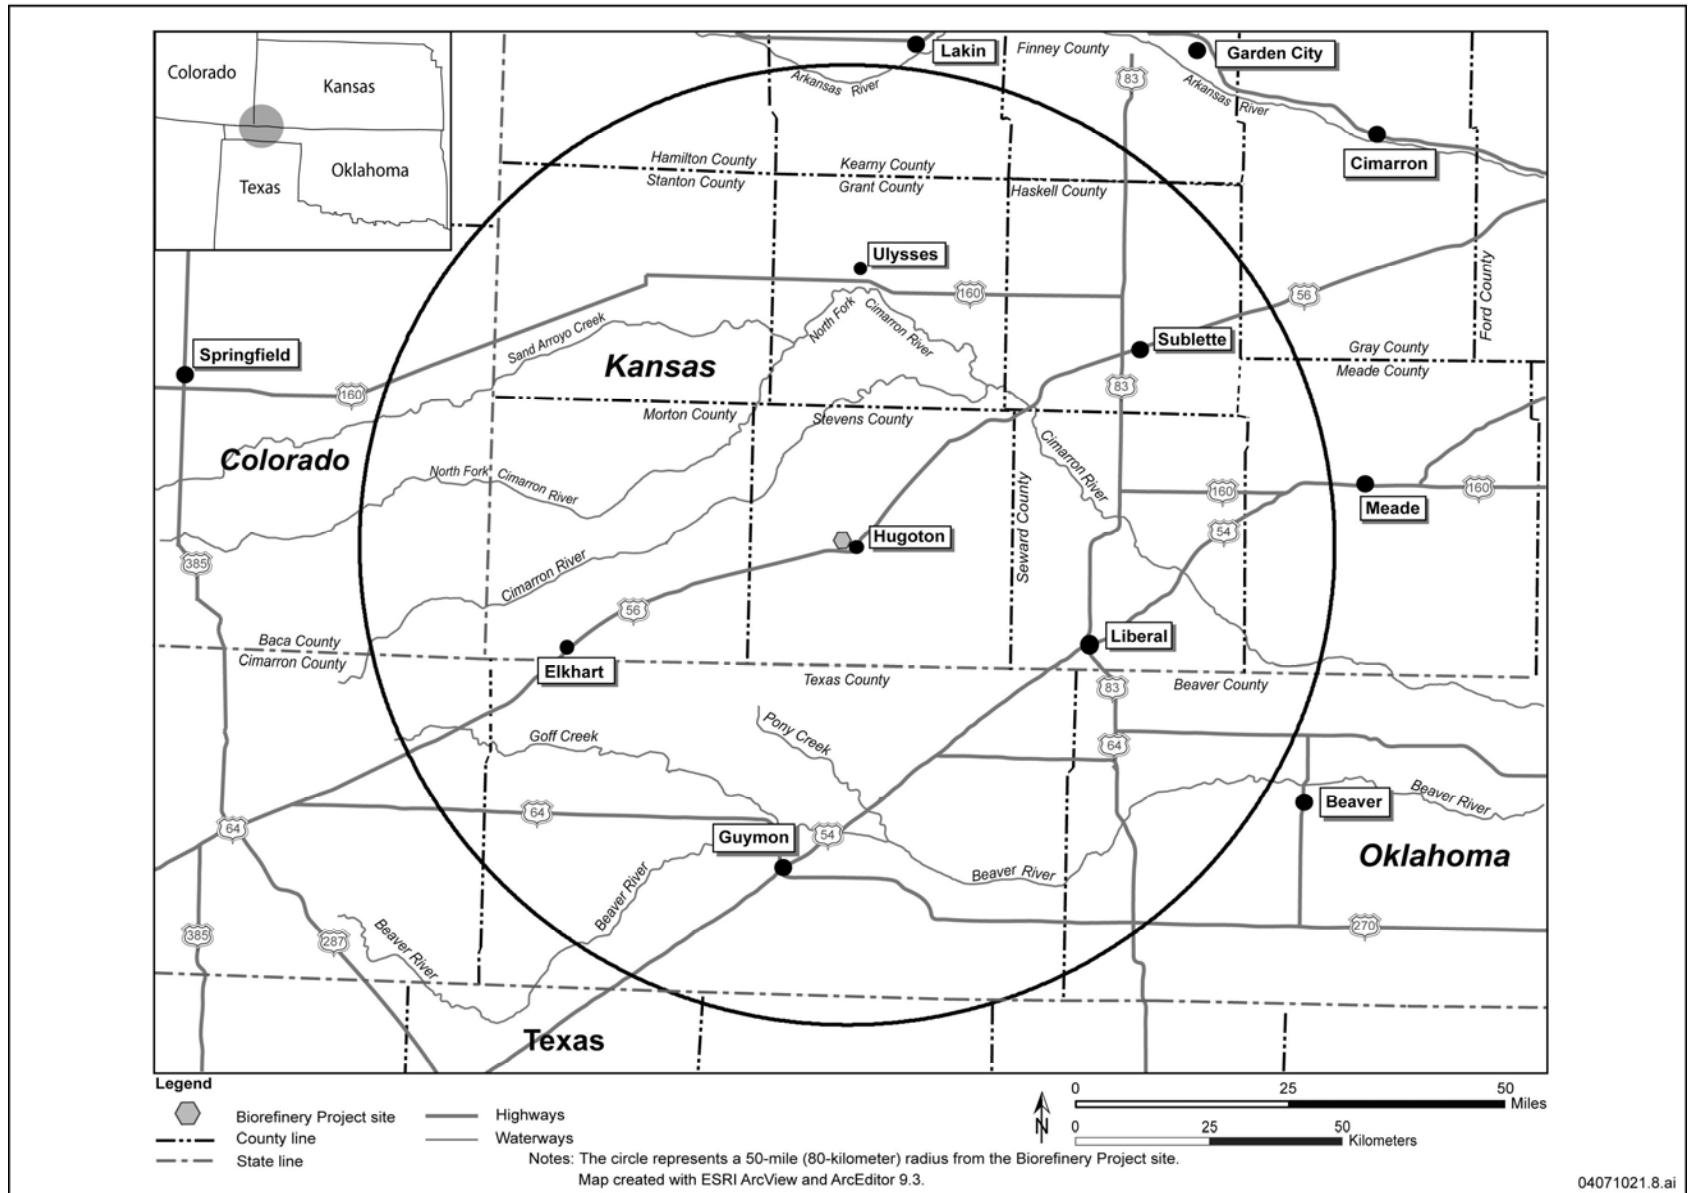 Lakin
Finney County
Garden City
83
Colorado
Kansas
Arkansas River
Arkansas River
Cimarron
Texas
Oklahoma
Hamilton County
Kearny County
Stanton County
Grant County
Haskell County
Ulysses
160
56
Ford County
Springfield
Sand Arroyo Creek
North Fork
Cimarron River
Sublette
Kansas
Gray County
Meade County
160
83
Morton County
Stevens County
Colorado
North Fork
Cimarron River
Cimarron River
Seward County
160
Meade
160
54
Hugoton
385
Cimarron River
56
Baca County
Cimarron County
Elkhart
Liberal
Texas County
83
Beaver County
Goff Creek
Pony Creek
64
64
64
Guymon
54
Beaver
Beaver River
Oklahoma
Beaver River
Beaver River
Beaver River
385
287
270
Texas
Legend
Biorefinery Project site
County line
State line
Highways
Waterways
N
0 25 50
Miles
0 25 50
Kilometers
Notes: The circle represents a 50-mile (80-kilometer) radius from the Biorefinery Project site.
Map created with ESRI ArcView and ArcEditor 9.3.
04071021.8.ai